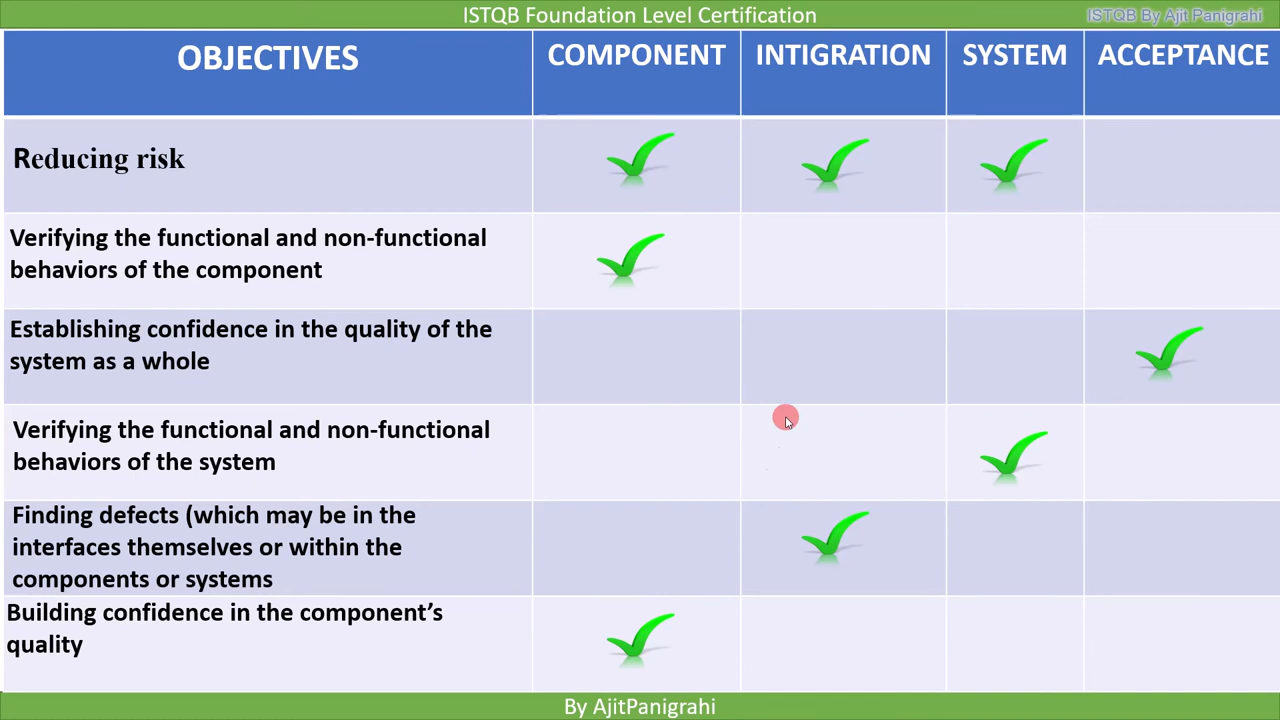 ISTQB Foundation Level Certification
ISTQB By Ajit Panigrahi
OBJECTIVES
COMPONENT
INTIGRATION
SYSTEM
ACCEPTANCE
Reducing risk
Verifying the functional and non-functional
behaviors of the component
Establishing confidence in the quality of the
system as a whole
Verifying the functional and non-functional
behaviors of the system
Finding defects (which may be in the
interfaces themselves or within the
components or systems
Building confidence in the component’s
quality
By AjitPanigrahi